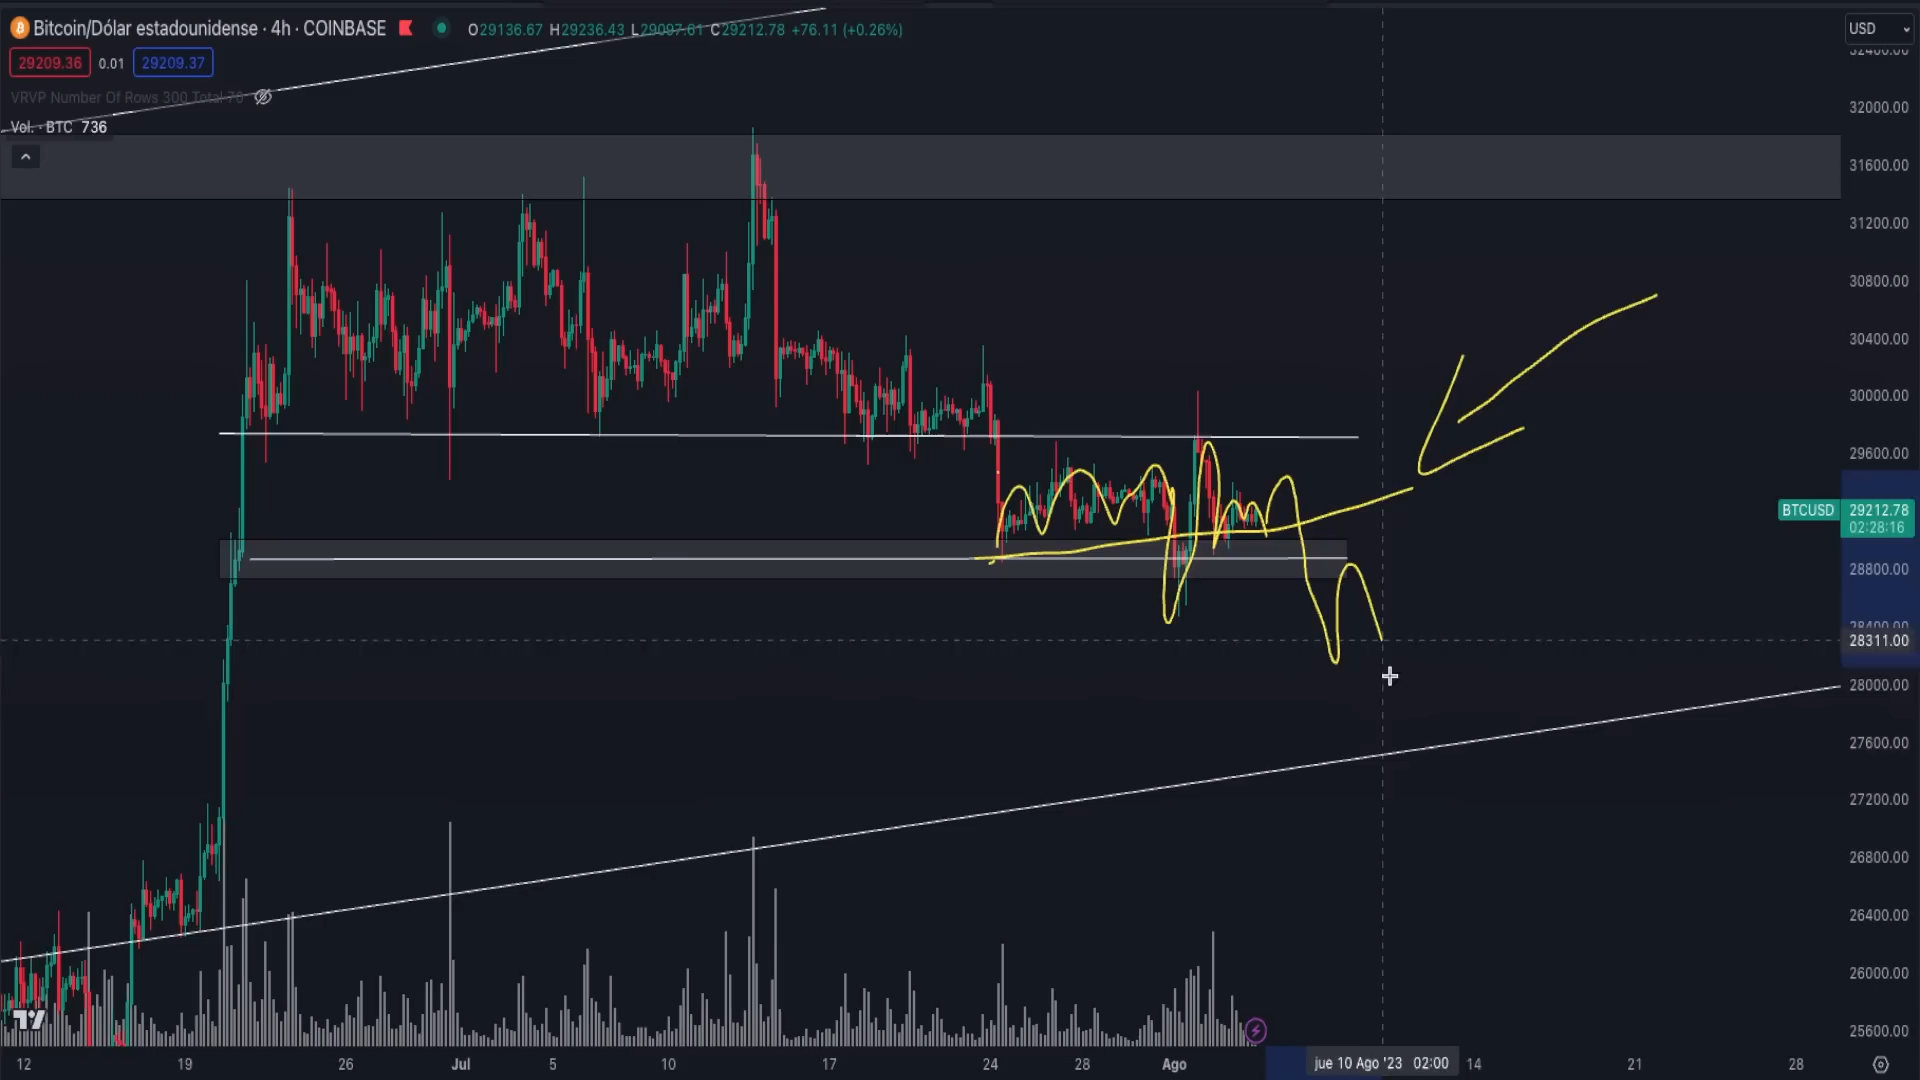 Bitcoin/Dólar estadounidense · 4h · COINBASE O29136.67 H29236.43 L29097.61 C29212.78 +76.11 (+0.26%)
USD
29209.36 0.01 29209.37
VRVP Number Of Rows 300 Total 70
Vol. · BTC 736
32400.00
32000.00
31600.00
31200.00
30800.00
30400.00
30000.00
29600.00
BTCUSD 29212.78
02:28:16
28800.00
28400.00
28311.00
28000.00
27600.00
27200.00
26800.00
26400.00
26000.00
25600.00
12 19 26 Jul 5 10 17 24 28 Ago jue 10 Ago '23 02:00 14 21 28